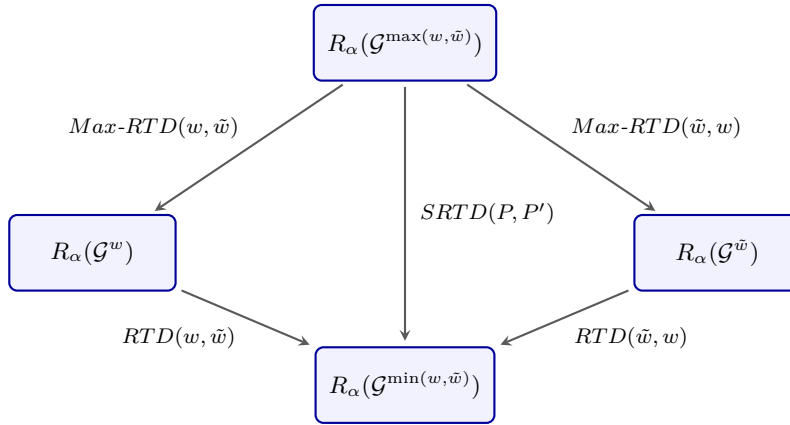 R_α(𝒢^max(w, w̃))
Max-RTD(w, w̃)
Max-RTD(w̃, w)
SRTD(P, P′)
R_α(𝒢^w)
R_α(𝒢^w̃)
RTD(w, w̃)
RTD(w̃, w)
R_α(𝒢^min(w, w̃))